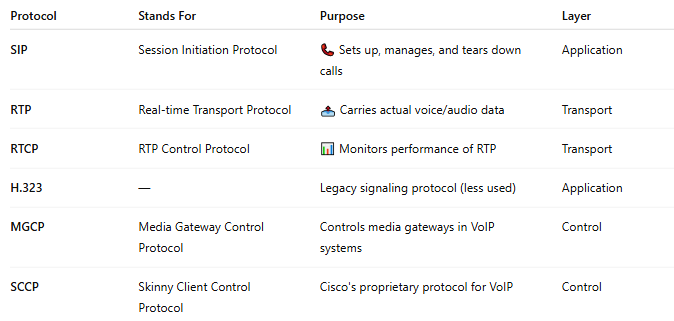 Protocol Stands For Purpose Layer
SIP Session Initiation Protocol 📞 Sets up, manages, and tears down Application
calls
RTP Real-time Transport Protocol 📤 Carries actual voice/audio data Transport
RTCP RTP Control Protocol 📊 Monitors performance of RTP Transport
H.323 — Legacy signaling protocol (less used) Application
MGCP Media Gateway Control Controls media gateways in VoIP Control
Protocol systems
SCCP Skinny Client Control Cisco's proprietary protocol for VoIP Control
Protocol